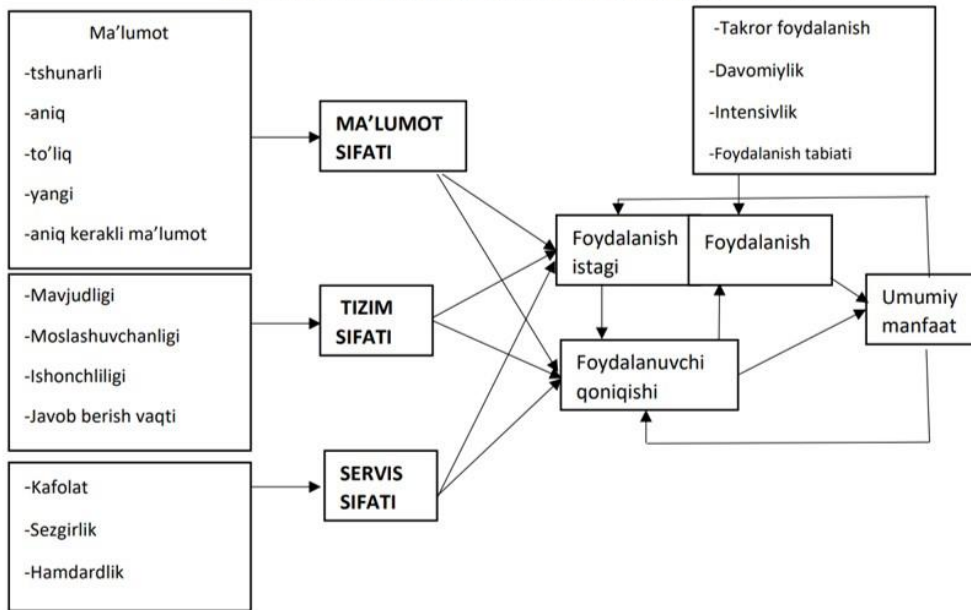 Ma’lumot
-tshunarli
-aniq
-to’liq
-yangi
-aniq kerakli ma’lumot
-Mavjudligi
-Moslashuvchanligi
-Ishonchliligi
-Javob berish vaqti
-Kafolat
-Sezgirlik
-Hamdardlik
MA’LUMOT
SIFATI
TIZIM
SIFATI
SERVIS
SIFATI
-Takror foydalanish
-Davomiylik
-Intensivlik
-Foydalanish tabiati
Foydalanish
istagi
Foydalanish
Foydalanuvchi
qoniqishi
Umumiy
manfaat